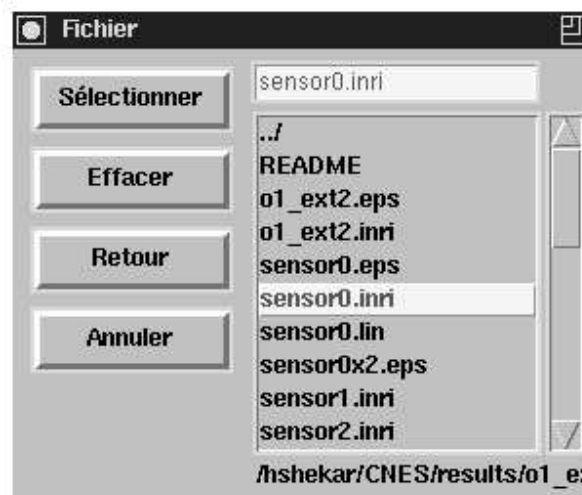 Fichier
Sélectionner
Effacer
Retour
Annuler
sensor0.inri
../
README
o1_ext2.eps
o1_ext2.inri
sensor0.eps
sensor0.inri
sensor0.lin
sensor0x2.eps
sensor1.inri
sensor2.inri
/hshekar/CNES/results/o1_ex